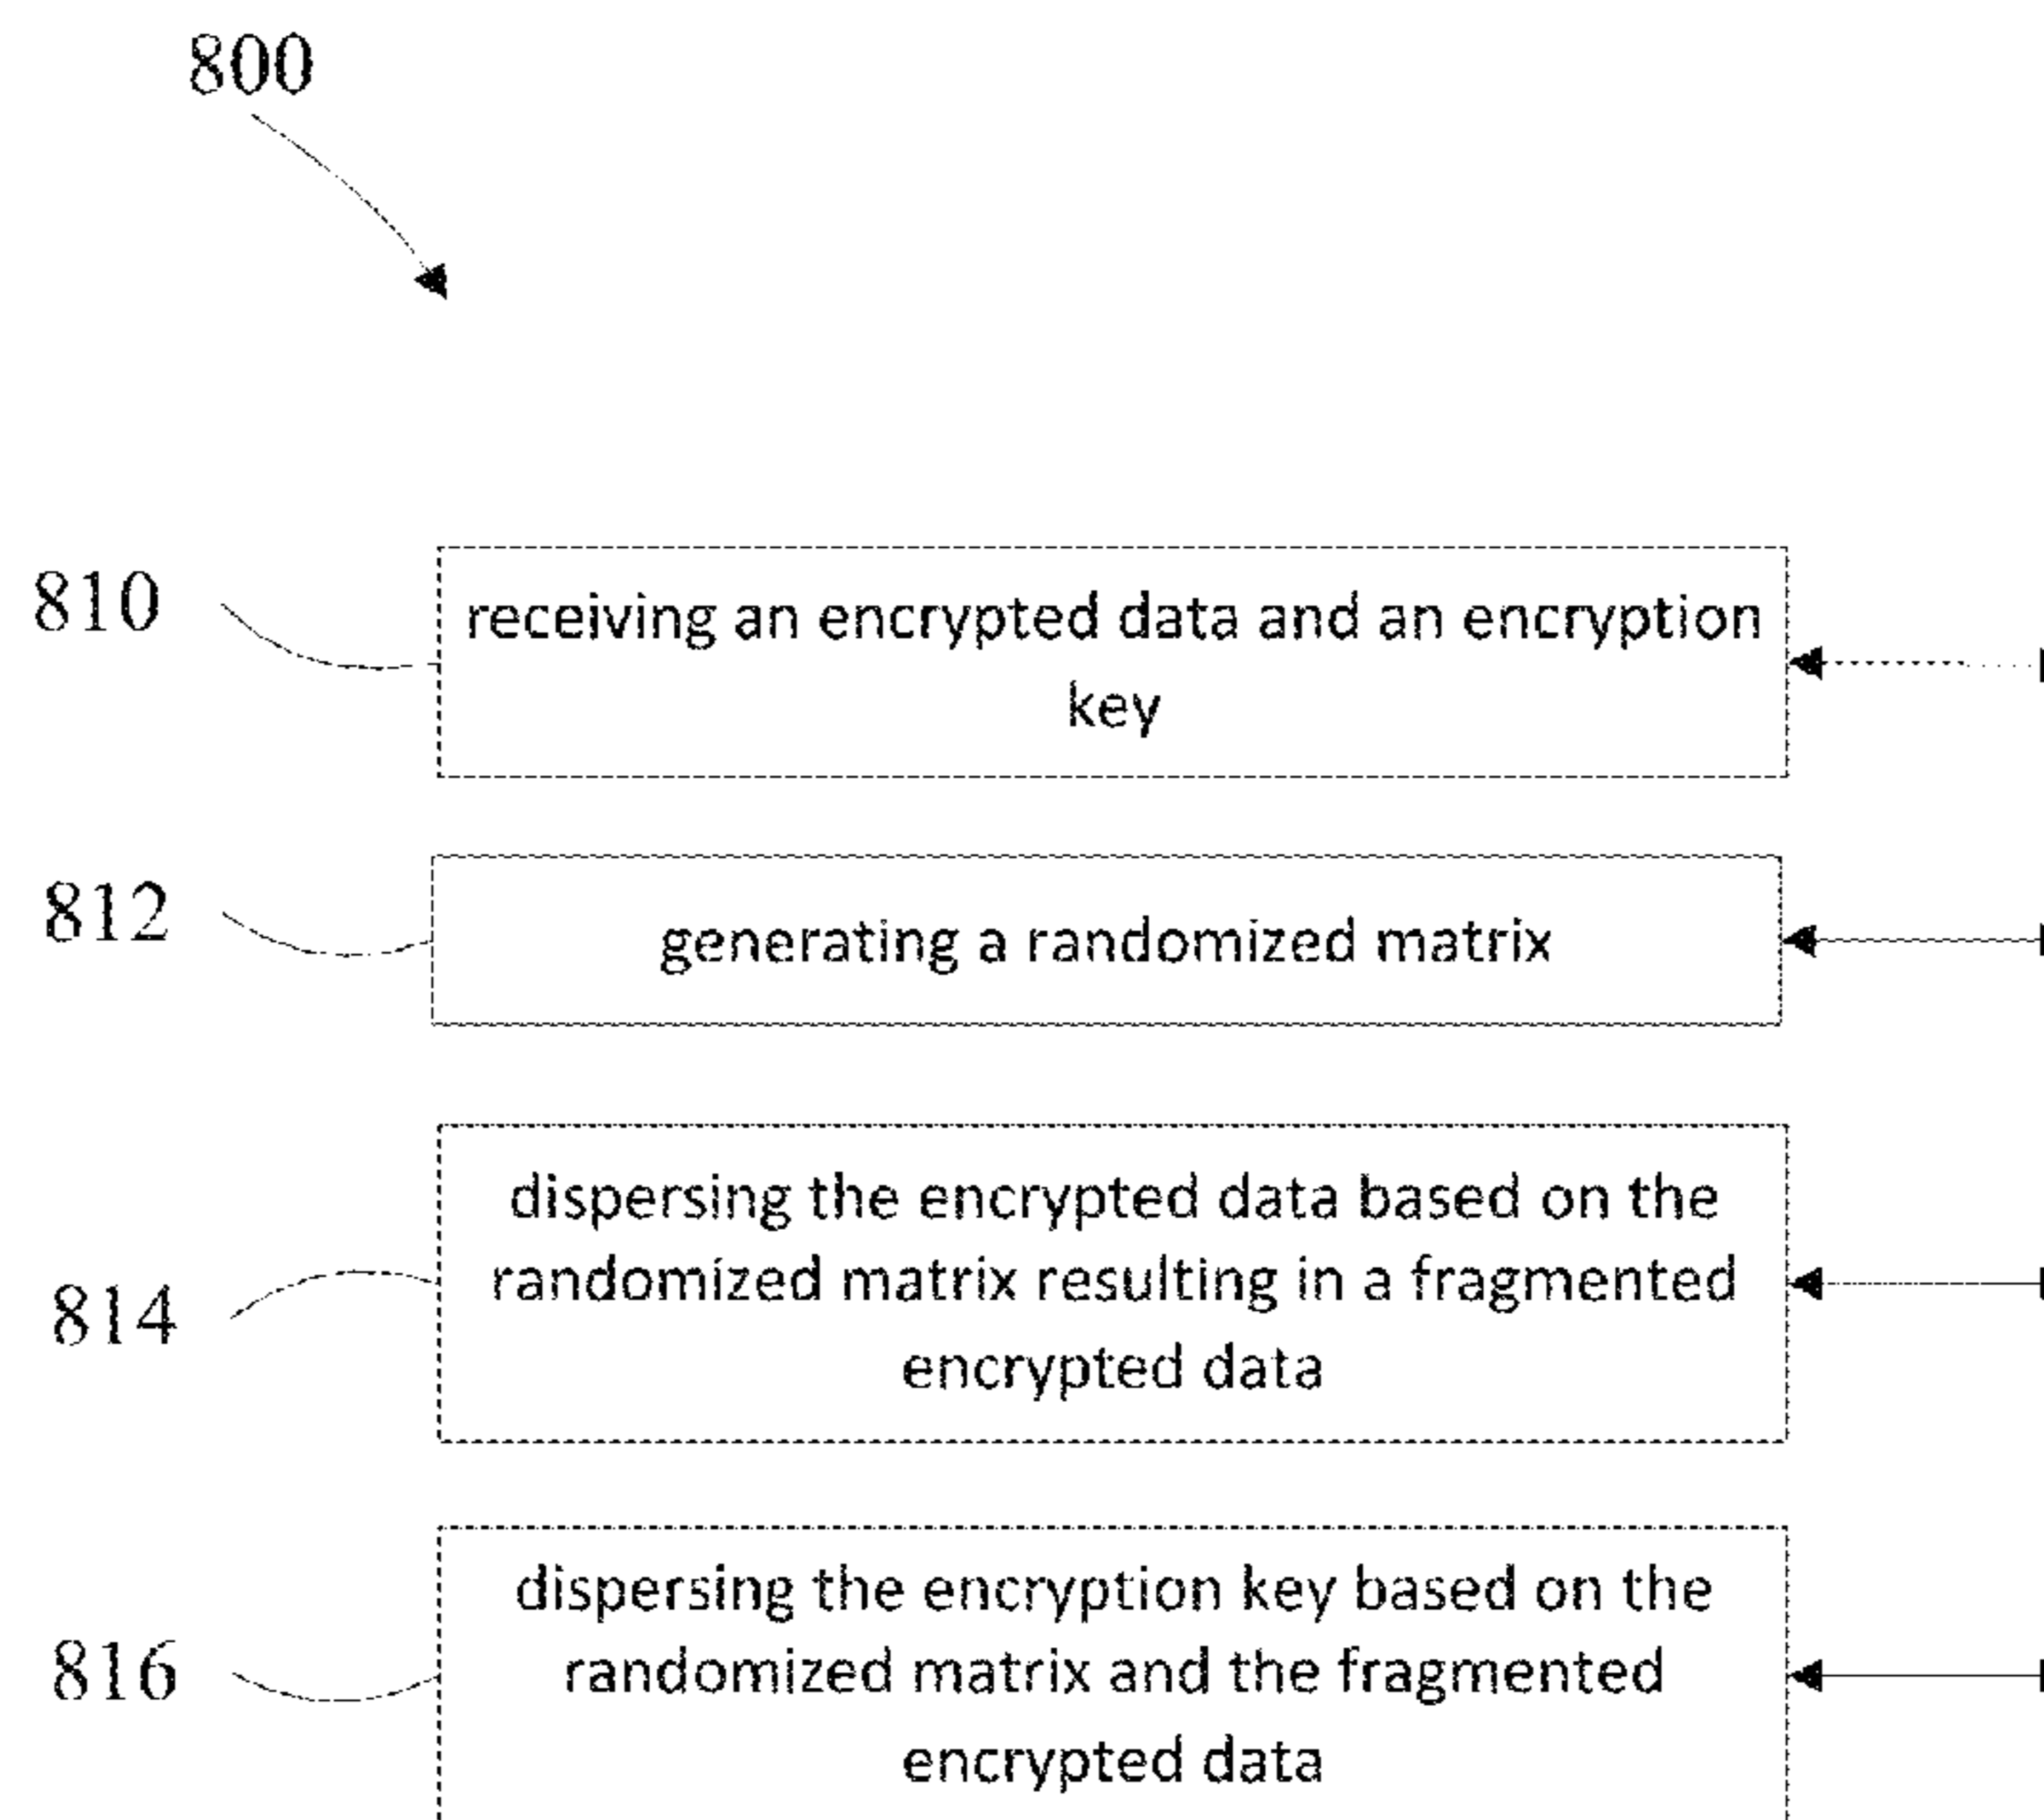 800
810
receiving an encrypted data and an encryption
key
812
generating a randomized matrix
814
dispersing the encrypted data based on the
randomized matrix resulting in a fragmented
encrypted data
816
dispersing the encryption key based on the
randomized matrix and the fragmented
encrypted data